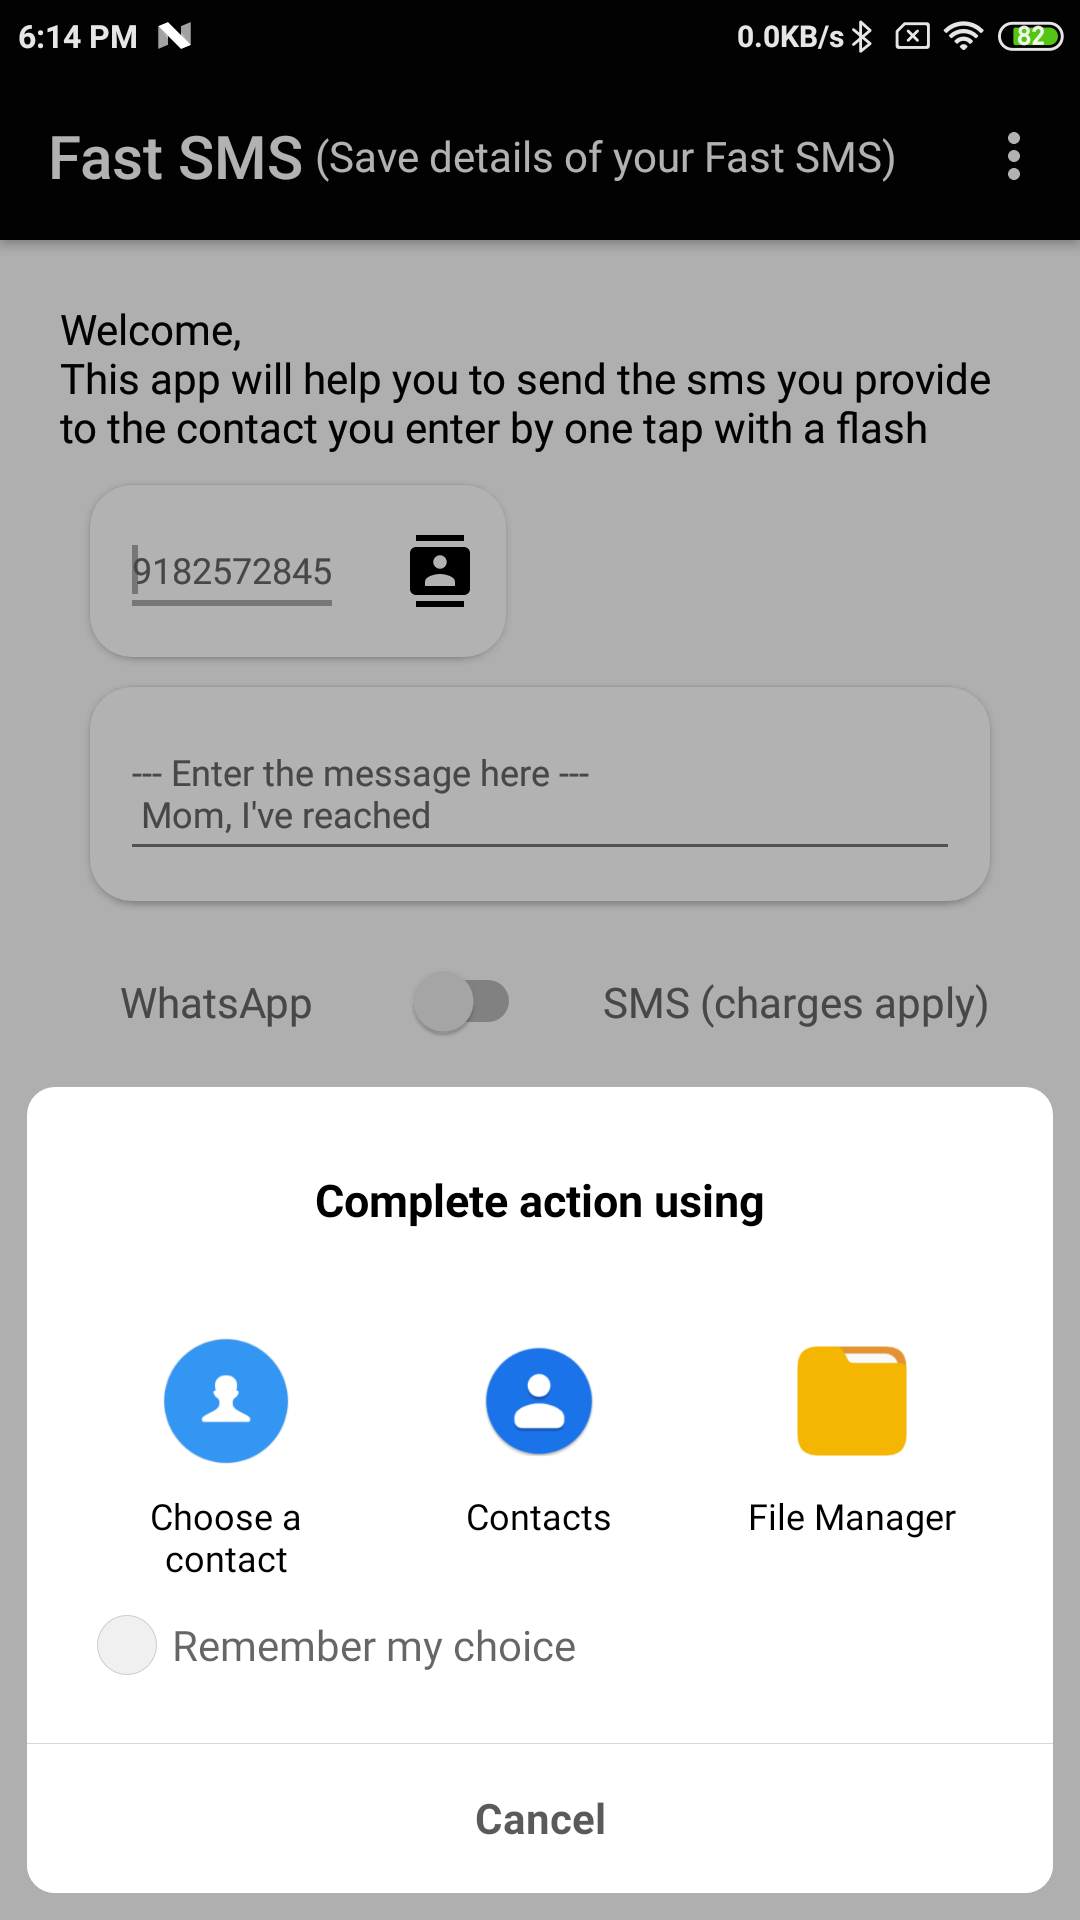 6:14 PM 0.0KB/s 82
Fast SMS (Save details of your Fast SMS)
Welcome,
This app will help you to send the sms you provide
to the contact you enter by one tap with a flash
9182572845
--- Enter the message here ---
Mom, I've reached
WhatsApp SMS (charges apply)
Complete action using
Choose a
contact
Contacts
File Manager
Remember my choice
Cancel